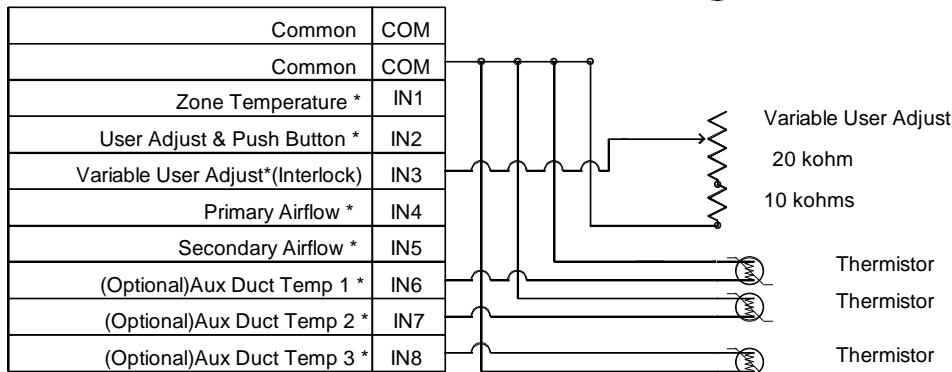 Common COM
Common COM
Zone Temperature * IN1
User Adjust & Push Button * IN2
Variable User Adjust*(Interlock) IN3
Primary Airflow * IN4
Secondary Airflow * IN5
(Optional)Aux Duct Temp 1 * IN6
(Optional)Aux Duct Temp 2 * IN7
(Optional)Aux Duct Temp 3 * IN8
Variable User Adjust
20 kohm
10 kohms
Thermistor
Thermistor
Thermistor